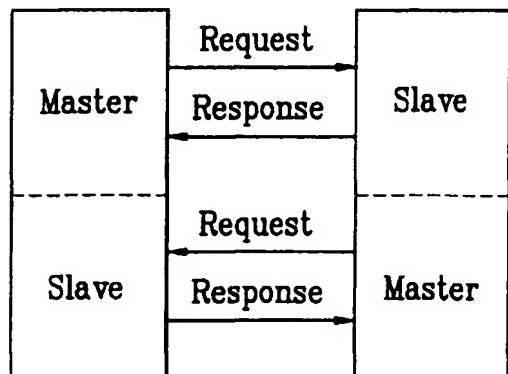 Request
Master
Response
Slave
Request
Slave
Response
Master